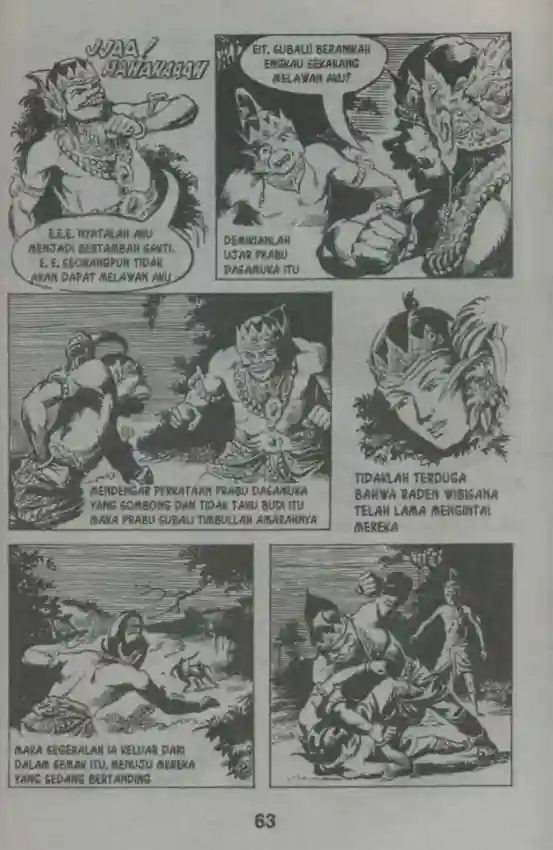 JJAA!
HAHAHAAAH
E.E.E. NYATALAH AKU
MENJADI BERTAMBAH SAKTI.
E. E. SEORANGPUN TIDAK
AKAN DAPAT MELAWAN AKU
EIT. SUBALI! BERANIKAH
ENGKAU SEKARANG
MELAWAN AKU?
DEMIKIANLAH
UJAR PRABU
DASAMUKA ITU
MENDENGAR PERKATAAN PRABU DASAMUKA
YANG SOMBONG DAN TIDAK TAHU BUDI ITU
MAKA PRABU SUBALI TIMBULLAH AMARAHNYA
TIDAKLAH TERDUGA
BAHWA RADEN WIBISANA
TELAH LAMA MENGINTAI
MEREKA
MAKA SEGERALAH IA KELUAR DARI
DALAM SEMAK ITU, MENUJU MEREKA
YANG SEDANG BERTANDING
63